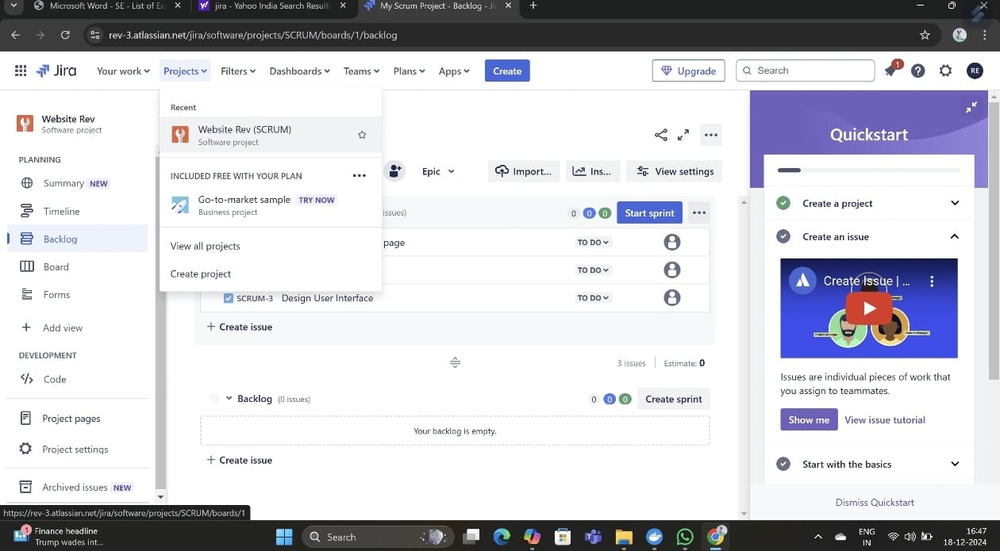 Microsoft Word - SE - List of Ex
jira - Yahoo India Search Results
My Scrum Project - Backlog - Ji
rev-3.atlassian.net/jira/software/projects/SCRUM/boards/1/backlog
Jira
Your work
Projects
Filters
Dashboards
Teams
Plans
Apps
Create
Upgrade
Search
1
RE
Website Rev
Software project
PLANNING
Summary NEW
Timeline
Backlog
Board
Forms
Add view
DEVELOPMENT
Code
Project pages
Project settings
Archived issues NEW
https://rev-3.atlassian.net/jira/software/projects/SCRUM/boards/1
Recent
Website Rev (SCRUM)
Software project
INCLUDED FREE WITH YOUR PLAN
Go-to-market sample TRY NOW
Business project
View all projects
Create project
Epic
Import...
Ins...
View settings
issues)
0 0 0
Start sprint
page
TO DO
TO DO
SCRUM-3 Design User Interface
TO DO
+ Create issue
3 issues
Estimate: 0
Backlog (0 issues)
0 0 0
Create sprint
Your backlog is empty.
+ Create issue
Quickstart
Create a project
Create an issue
Create Issue | ...
Issues are individual pieces of work that
you assign to teammates.
Show me
View issue tutorial
Start with the basics
Dismiss Quickstart
1
Finance headline
Trump wades int...
Search
ENG
IN
16:47
18-12-2024